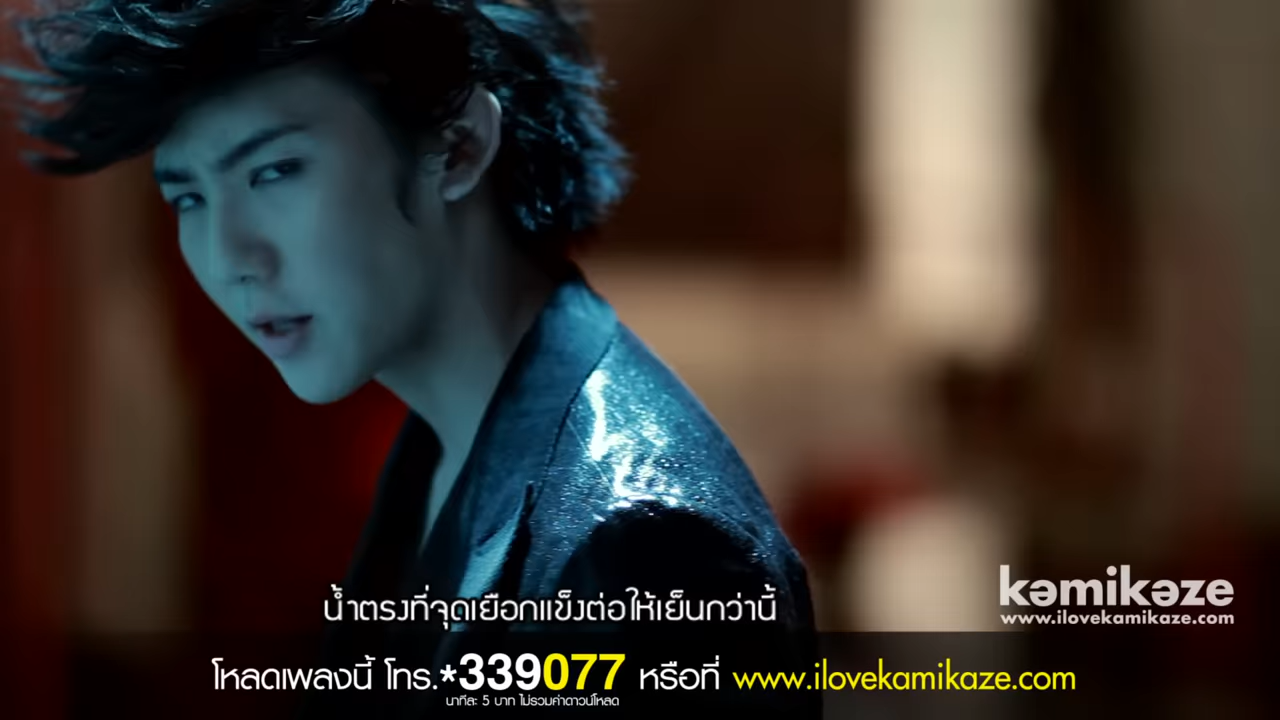 น้ำตรงที่จุดเยือกแข็งต่อให้เย็นกว่านี้
kamikaze
www.ilovekamikaze.com
โหลดเพลงนี้ โทร.*339077 หรือที่ www.ilovekamikaze.com
นาทีละ 5 บาท ไม่รวมค่าดาวน์โหลด